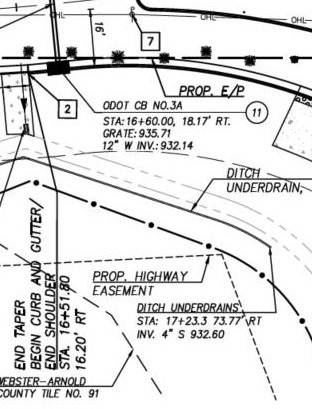 OHL
OHL
OHL
16'
7
PROP. E/P
2
ODOT CB NO.3A
11
STA:16+60.00, 18.17' RT.
GRATE:935.71
12" W INV.:932.14
DITCH
UNDERDRAIN,
END TAPER
BEGIN CURB AND GUTTER/
END SHOULDER
STA. 16+51.80
16.20' RT
PROP. HIGHWAY
EASEMENT
DITCH UNDERDRAINS
STA: 17+23.3 73.77' RT
INV. 4" S 932.60
WEBSTER-ARNOLD
COUNTY TILE NO. 91